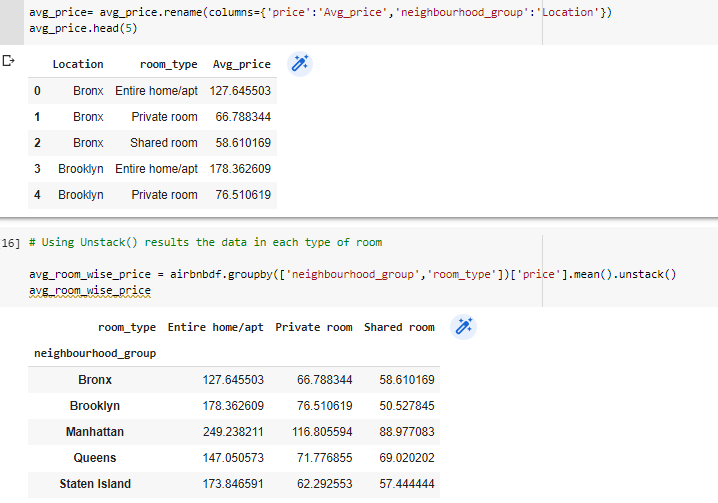 avg_price= avg_price.rename(columns={'price':'Avg_price','neighbourhood_group':'Location'})
avg_price.head(5)
Location room_type Avg_price
0 Bronx Entire home/apt 127.645503
1 Bronx Private room 66.788344
2 Bronx Shared room 58.610169
3 Brooklyn Entire home/apt 178.362609
4 Brooklyn Private room 76.510619
16] # Using Unstack() results the data in each type of room
avg_room_wise_price = airbnbdf.groupby(['neighbourhood_group','room_type'])['price'].mean().unstack()
avg_room_wise_price
room_type Entire home/apt Private room Shared room
neighbourhood_group
Bronx 127.645503 66.788344 58.610169
Brooklyn 178.362609 76.510619 50.527845
Manhattan 249.238211 116.805594 88.977083
Queens 147.050573 71.776855 69.020202
Staten Island 173.846591 62.292553 57.444444